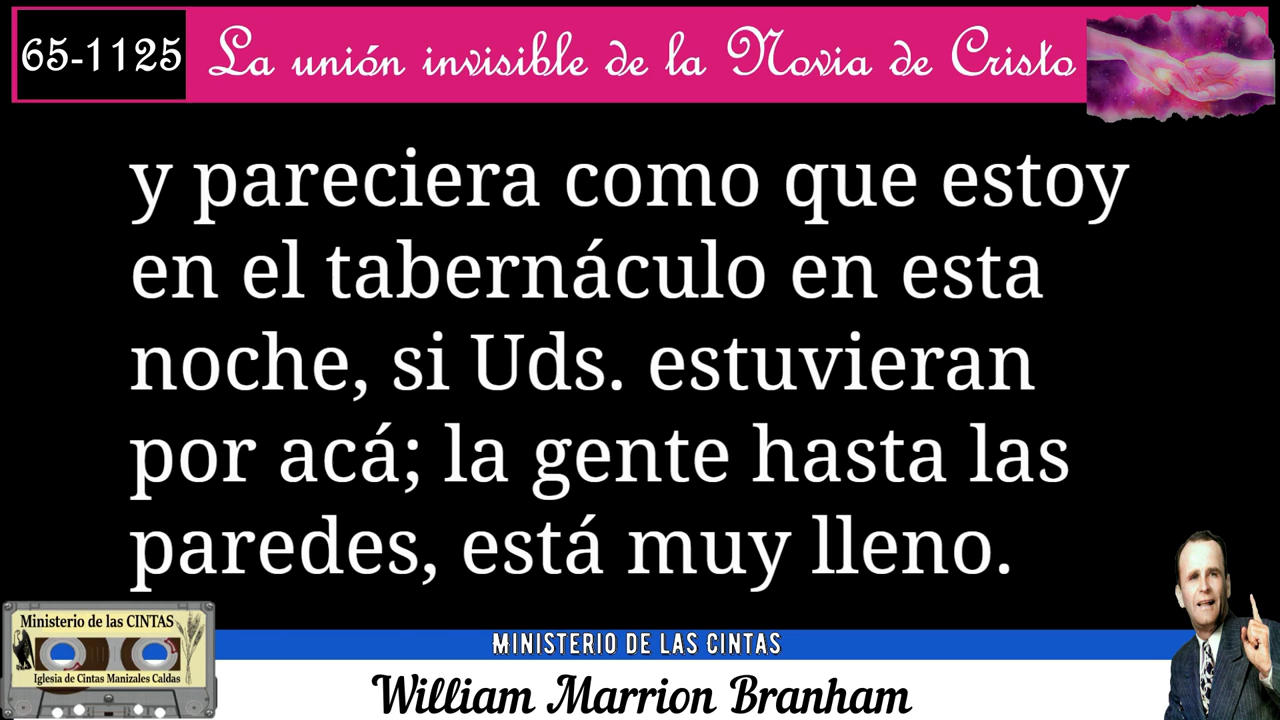 65-1125 La unión invisible de la Novia de Cristo
y pareciera como que estoy
en el tabernáculo en esta
noche, si Uds. estuvieran
por acá; la gente hasta las
paredes, está muy lleno.
Ministerio de las CINTAS
Iglesia de Cintas Manizales Caldas
MINISTERIO DE LAS CINTAS
William Marrion Branham